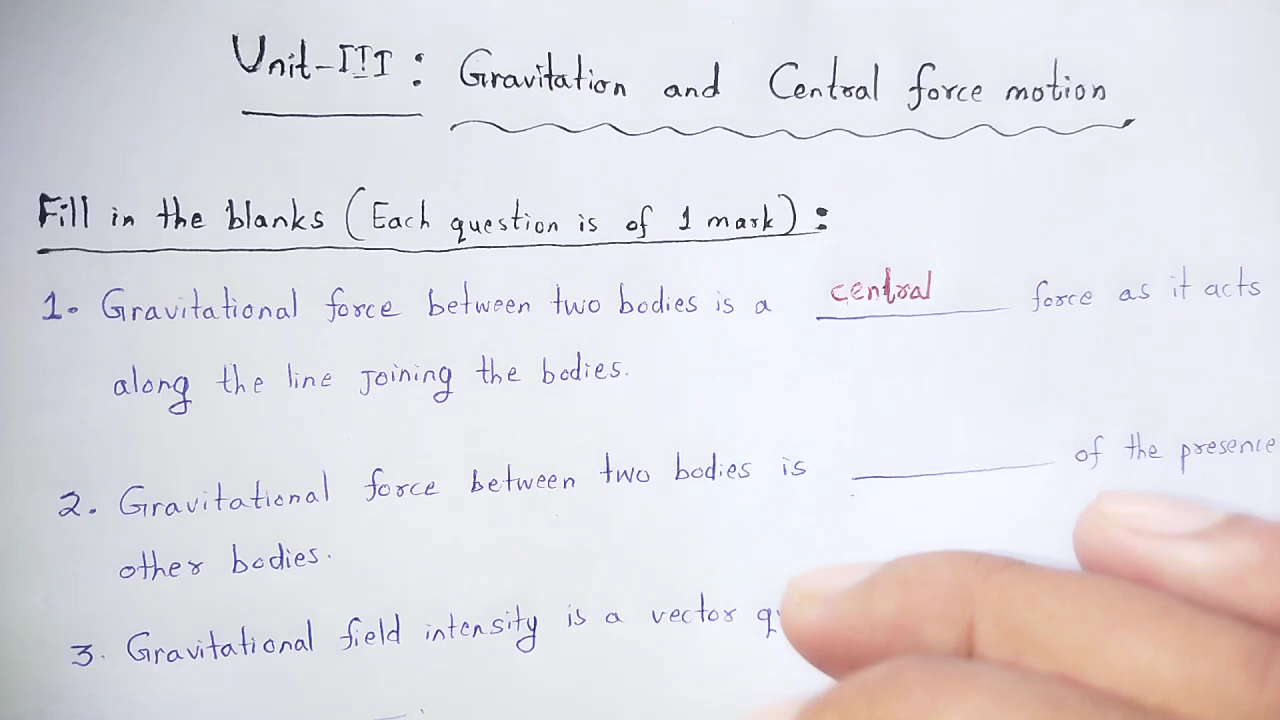 Unit-III : Gravitation and Central force motion
Fill in the blanks (Each question is of 1 mark) :
1. Gravitational force between two bodies is a central force as it acts
along the line joining the bodies.
2. Gravitational force between two bodies is ________ of the presence
other bodies.
3. Gravitational field intensity is a vector